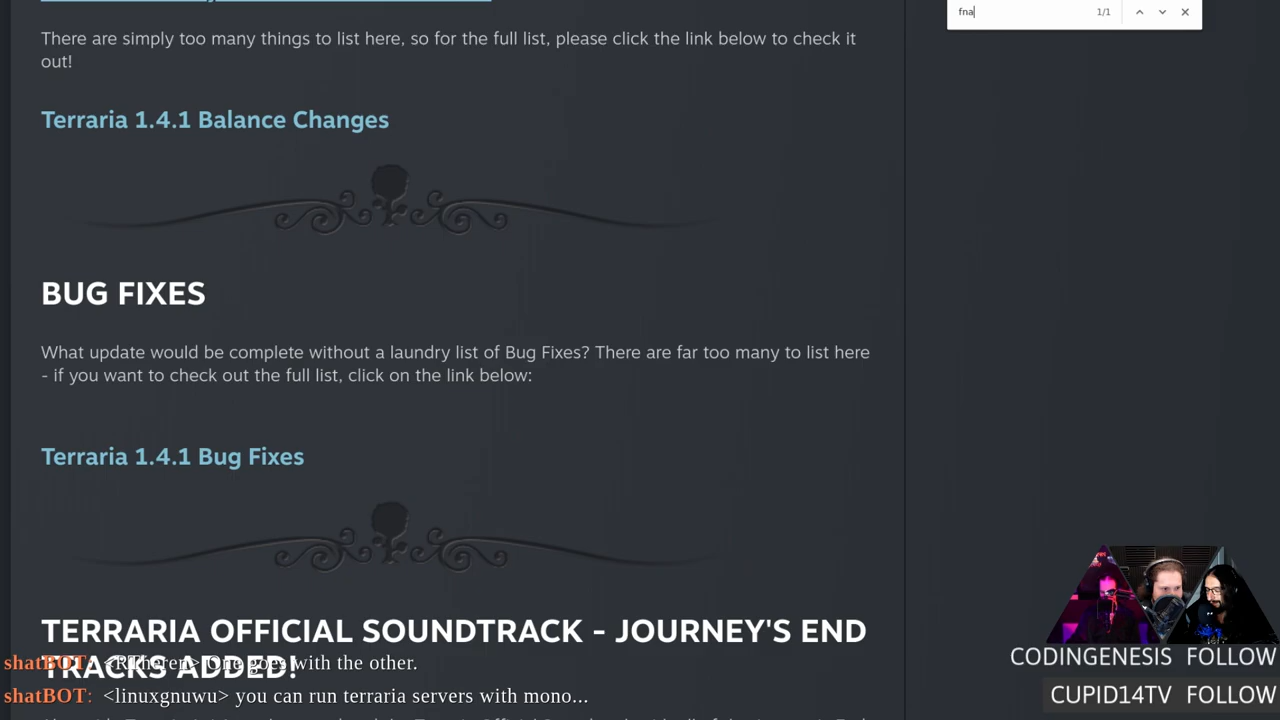 fna 1/1
There are simply too many things to list here, so for the full list, please click the link below to check it
out!
Terraria 1.4.1 Balance Changes
BUG FIXES
What update would be complete without a laundry list of Bug Fixes? There are far too many to list here
- if you want to check out the full list, click on the link below:
Terraria 1.4.1 Bug Fixes
TERRARIA OFFICIAL SOUNDTRACK - JOURNEY'S END
TRACKS ADDED!
shatBOT: <RTheren> One goes with the other.
shatBOT: <linuxgnuwu> you can run terraria servers with mono...
CODINGENESIS FOLLOW
CUPID14TV FOLLOW